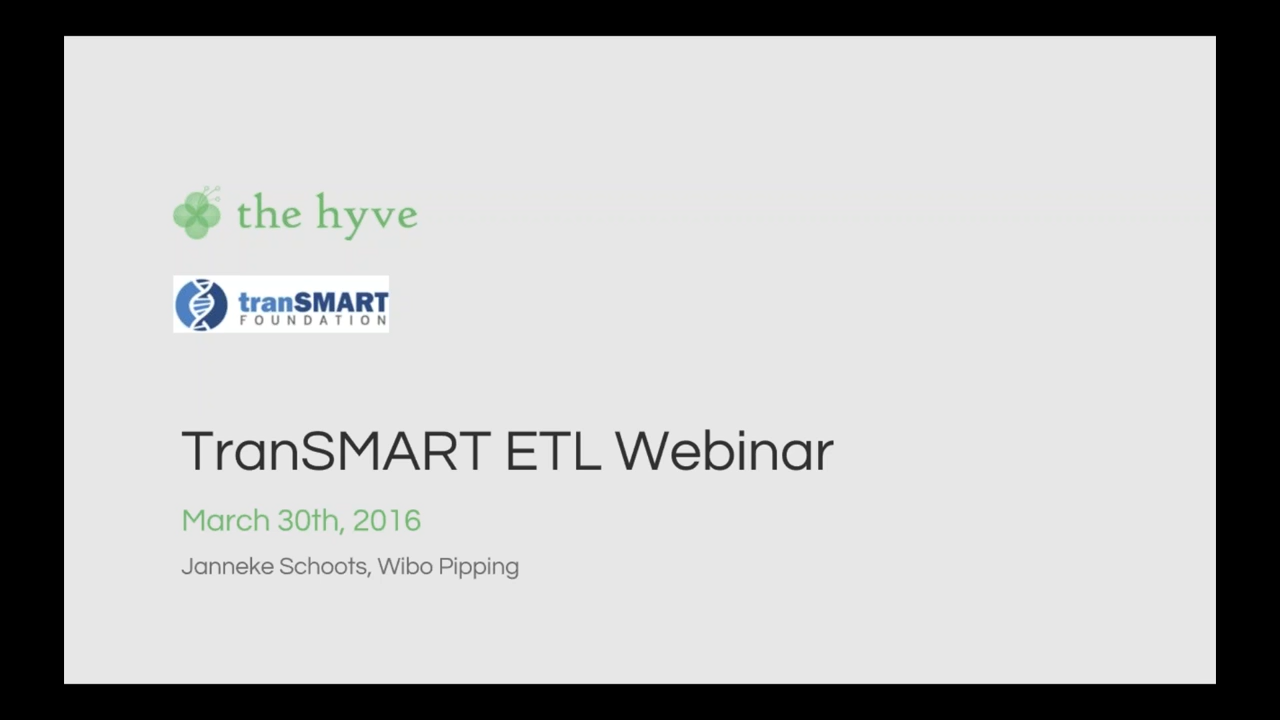 the hyve
tranSMART
FOUNDATION
TranSMART ETL Webinar
March 30th, 2016
Janneke Schoots, Wibo Pipping